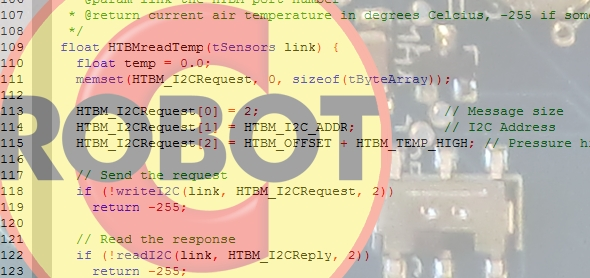 * @param link the HTBM port number
107 * @return current air temperature in degrees Celcius, -255 if some
108 */
109 float HTBMreadTemp(tSensors link) {
110 float temp = 0.0;
111 memset(HTBM_I2CRequest, 0, sizeof(tByteArray));
112
113 HTBM_I2CRequest[0] = 2; // Message size
114 HTBM_I2CRequest[1] = HTBM_I2C_ADDR; // I2C Address
115 HTBM_I2CRequest[2] = HTBM_OFFSET + HTBM_TEMP_HIGH; // Pressure hi
116
117 // Send the request
118 if (!writeI2C(link, HTBM_I2CRequest, 2))
119 return -255;
120
121 // Read the response
122 if (!readI2C(link, HTBM_I2CReply, 2))
123 return -255;
ROBOT
C